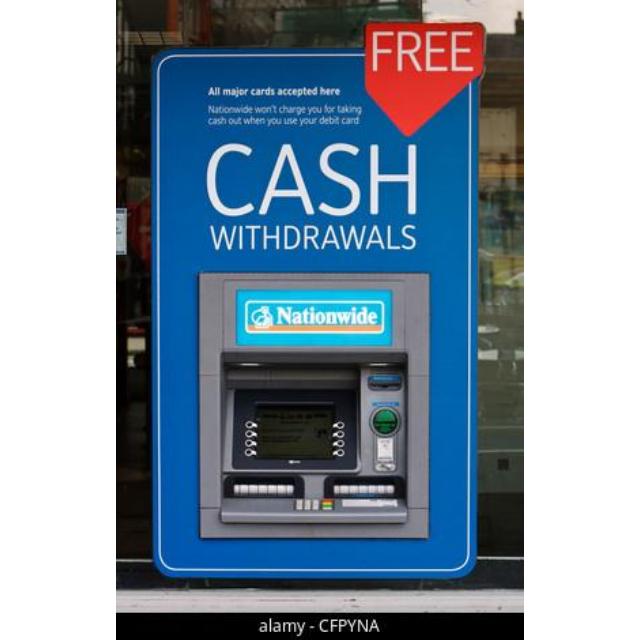 FREE
All major cards accepted here
Nationwide won't charge you for taking
cash out when you use your debit card
CASH
WITHDRAWALS
Nationwide
alamy - CFPYNA